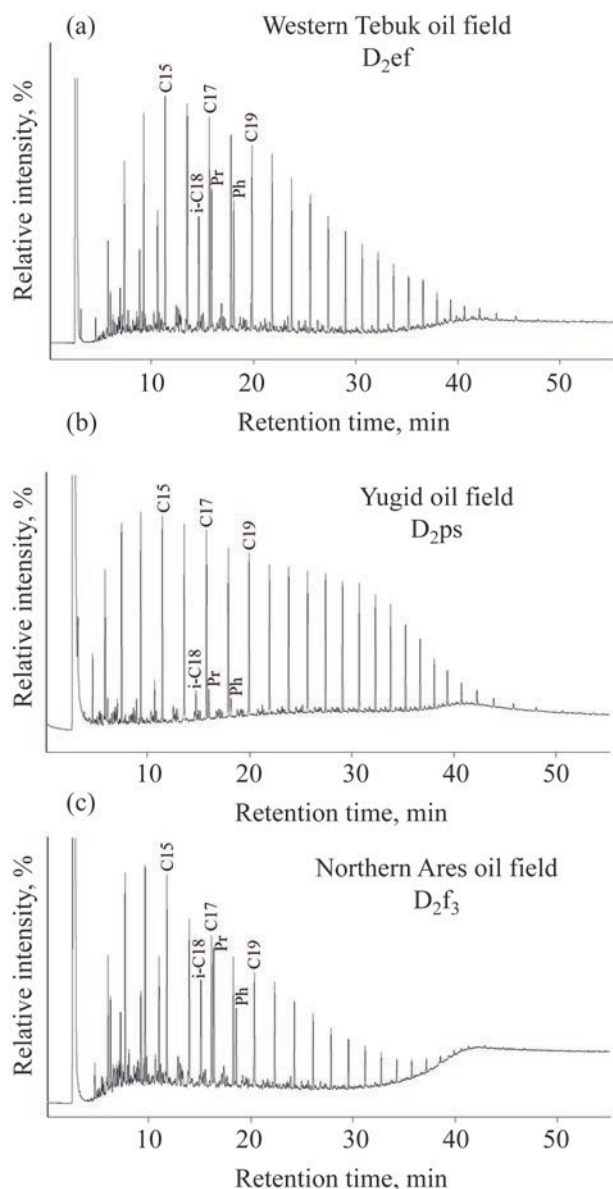 (a)
Western Tebuk oil field
D₂ef
Relative intensity, %
C15
C17
C19
i-C18
Pr
Ph
10 20 30 40 50
Retention time, min
(b)
Yugid oil field
D₂ps
Relative intensity, %
C15
C17
C19
i-C18
Pr
Ph
10 20 30 40 50
Retention time, min
(c)
Northern Ares oil field
D₂f₃
Relative intensity, %
C15
C17
C19
i-C18
Pr
Ph
10 20 30 40 50
Retention time, min